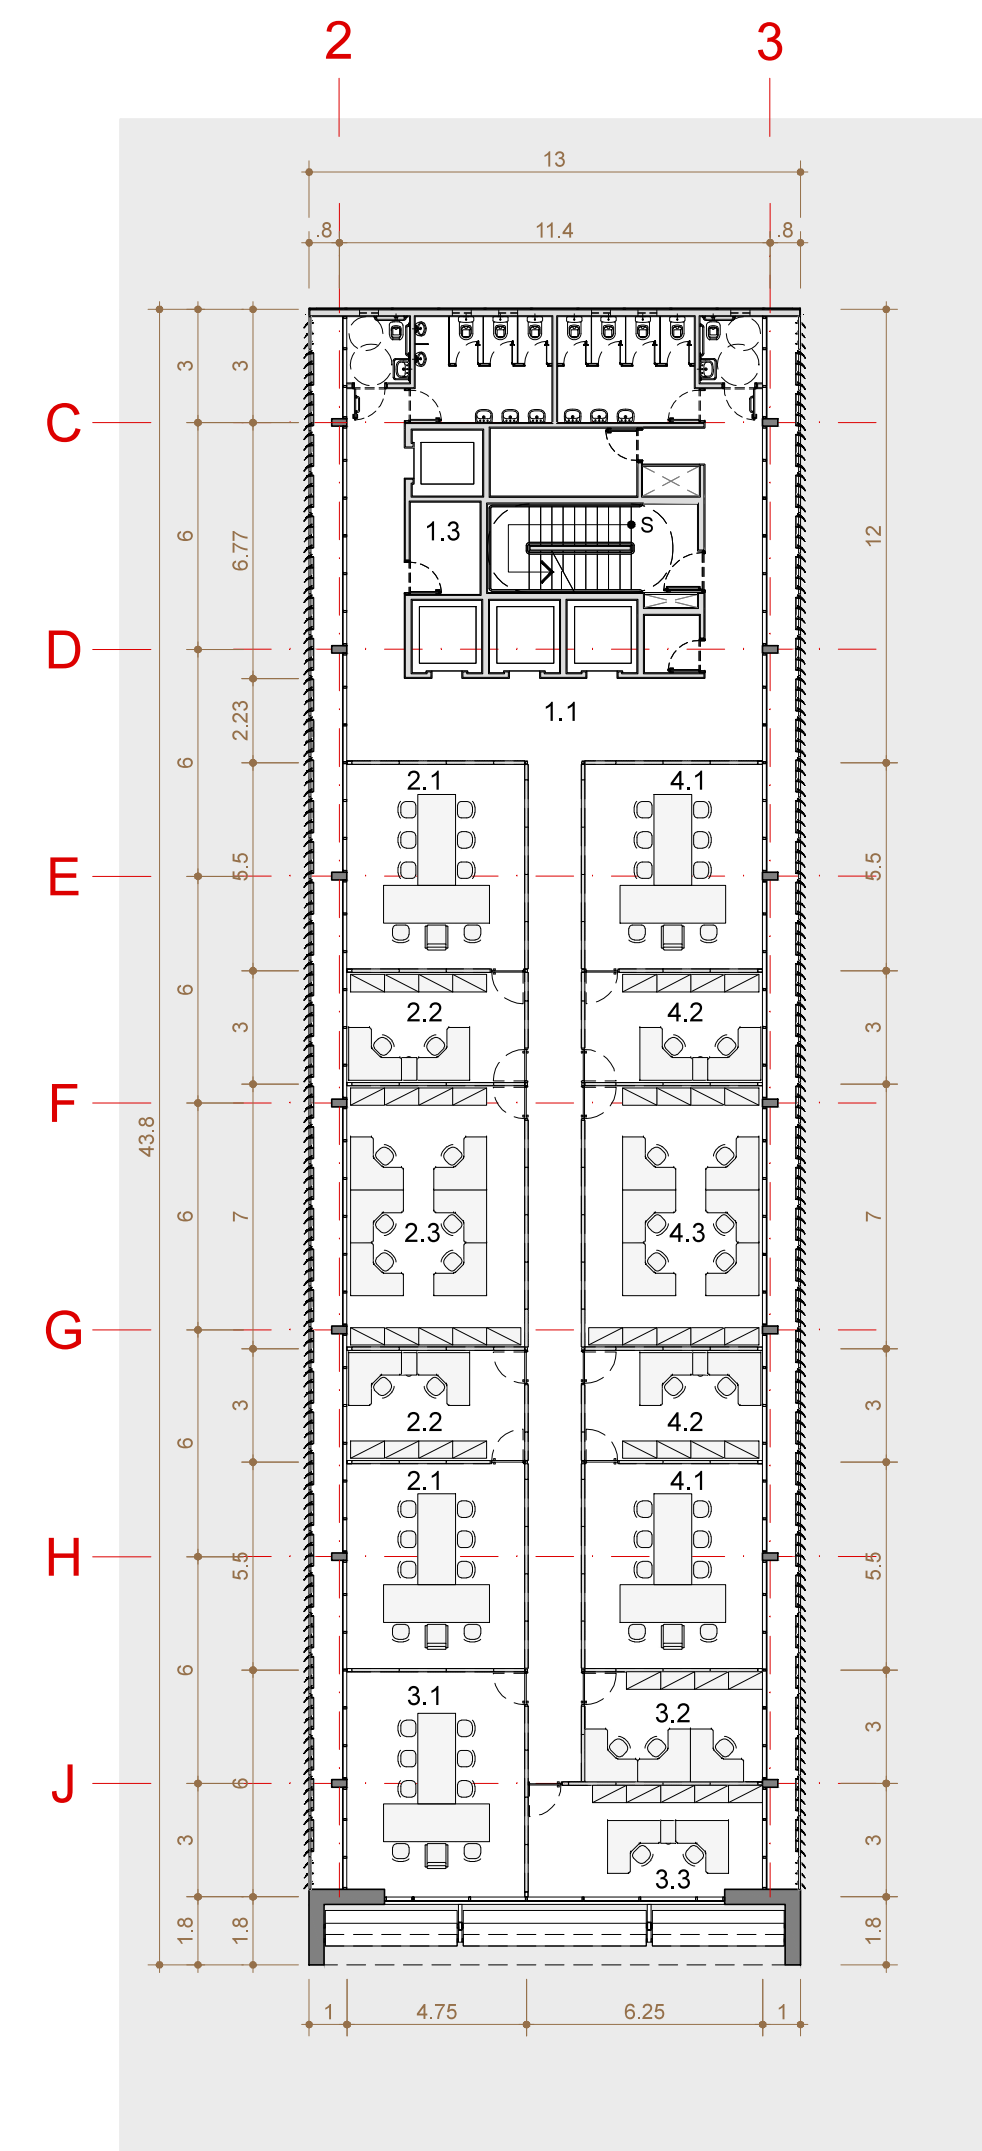 2 3
13
.8 11.4 .8
3 3
C
6 6.77 12
1.3 S
D
2.23 1.1
6
2.1 4.1
E 5.5 5.5
6 3 2.2 4.2 3
F
43.8
6 7 2.3 4.3 7
G
3 3
6 2.2 4.2
2.1 4.1
H 5.5 5.5
6 3.1 3.2 3
J 6
3 3.3 3
1.8 1.8 1.8
1 4.75 6.25 1